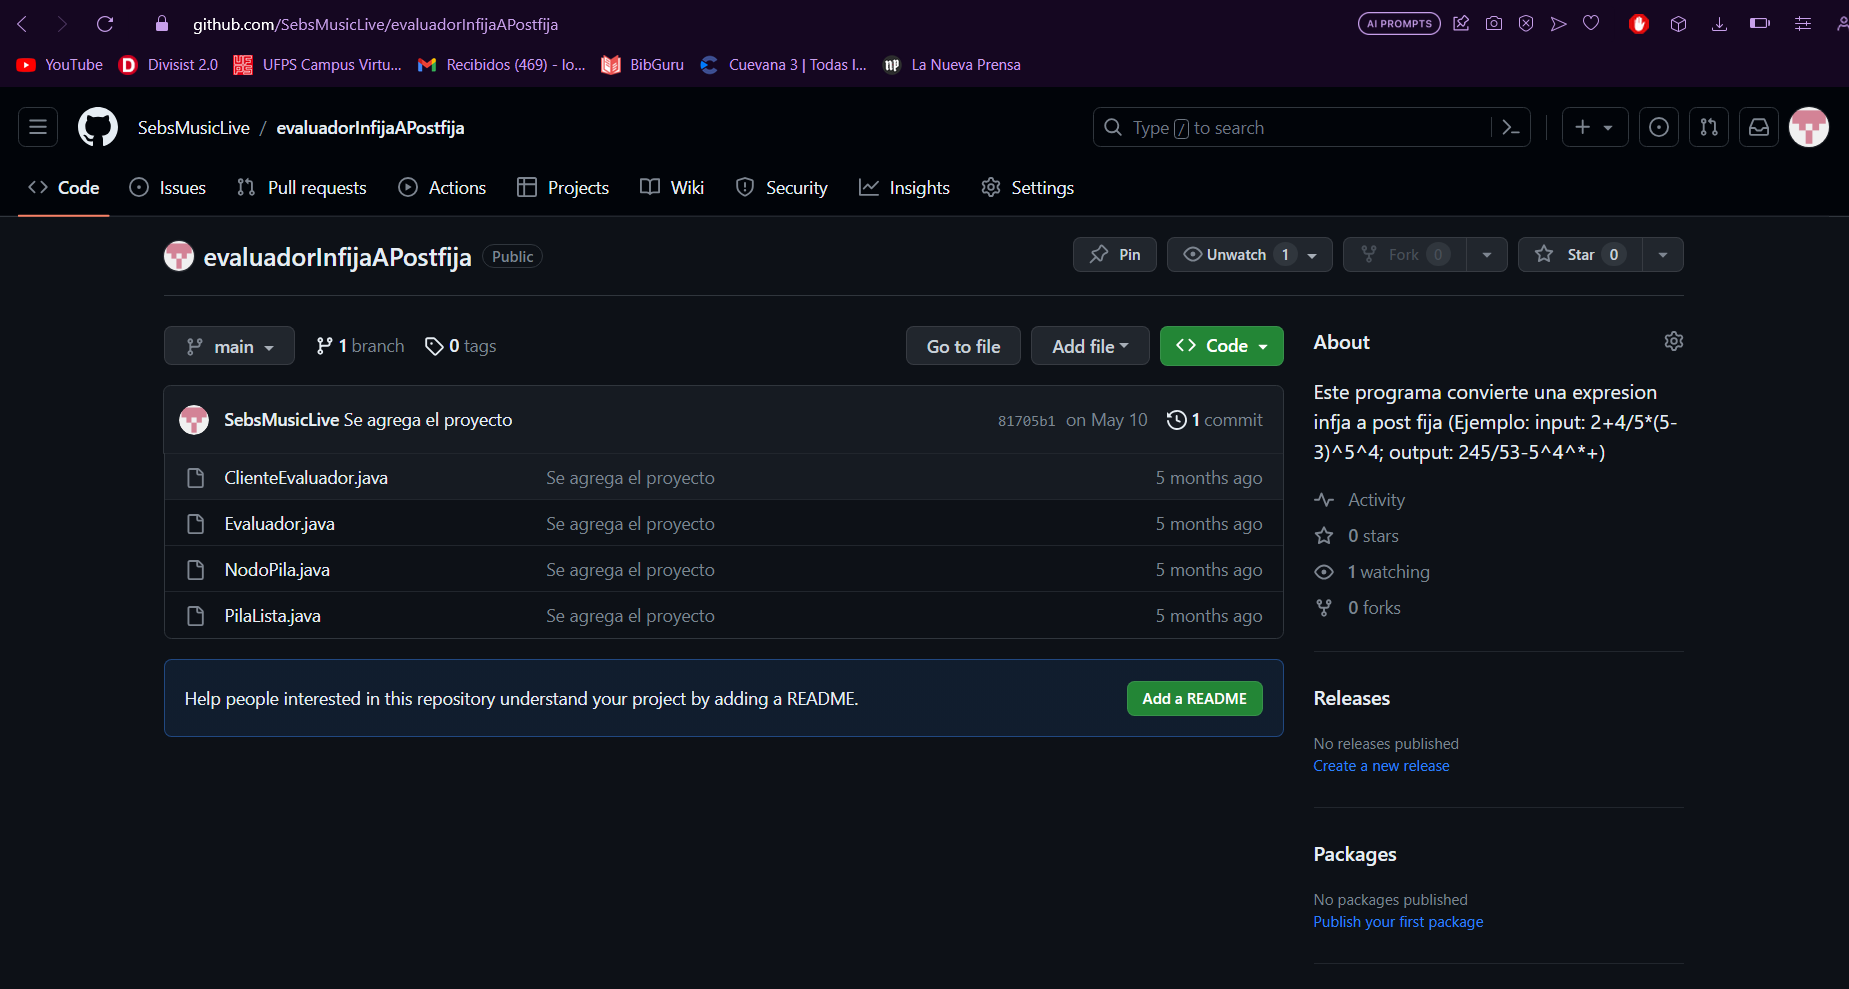 github.com/SebsMusicLive/evaluadorInfijaAPostfija
AI PROMPTS
YouTube
Divisist 2.0
UFPS Campus Virtu...
Recibidos (469) - lo...
BibGuru
Cuevana 3 | Todas l...
np
La Nueva Prensa
SebsMusicLive / evaluadorInfijaAPostfija
Type / to search
Code
Issues
Pull requests
Actions
Projects
Wiki
Security
Insights
Settings
evaluadorInfijaAPostfija
Public
Pin
Unwatch 1
Fork 0
Star 0
main
1 branch
0 tags
Go to file
Add file
Code
SebsMusicLive Se agrega el proyecto
81705b1 on May 10
1 commit
ClienteEvaluador.java Se agrega el proyecto 5 months ago
Evaluador.java Se agrega el proyecto 5 months ago
NodoPila.java Se agrega el proyecto 5 months ago
PilaLista.java Se agrega el proyecto 5 months ago
Help people interested in this repository understand your project by adding a README.
Add a README
About
Este programa convierte una expresion
infja a post fija (Ejemplo: input: 2+4/5*(5-
3)^5^4; output: 245/53-5^4^*+)
Activity
0 stars
1 watching
0 forks
Releases
No releases published
Create a new release
Packages
No packages published
Publish your first package